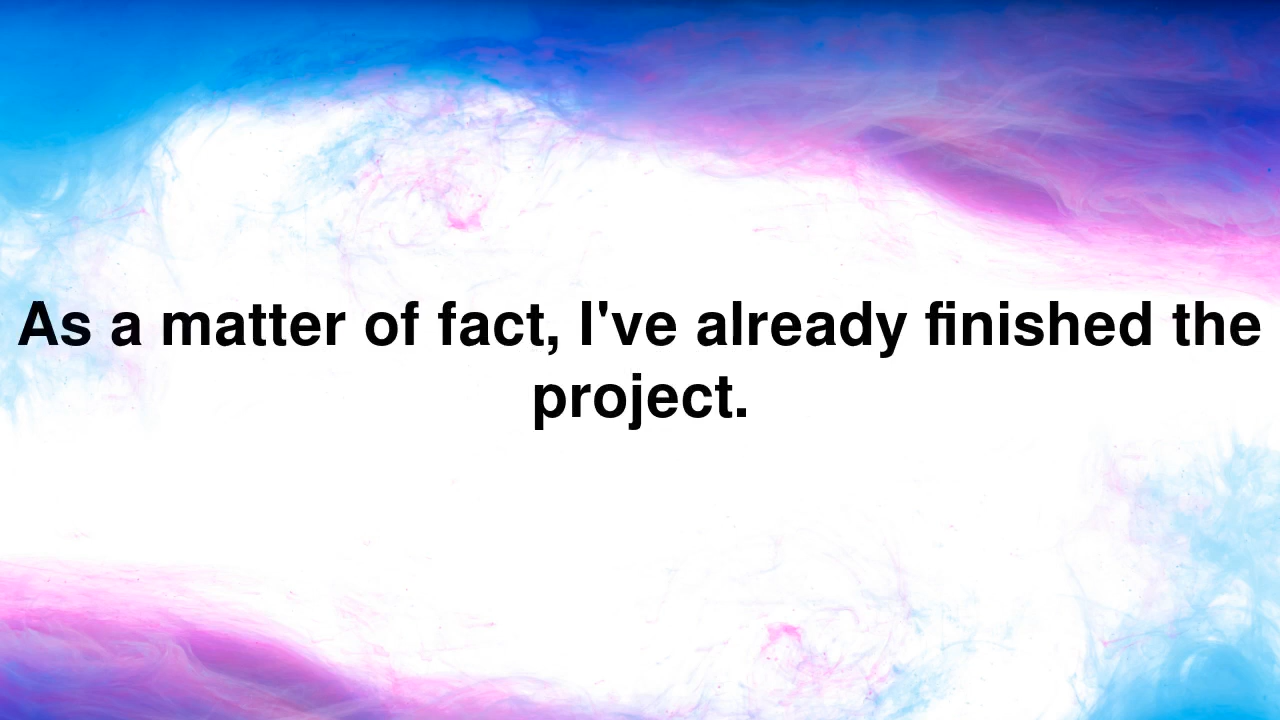 As a matter of fact, I've already finished the
project.